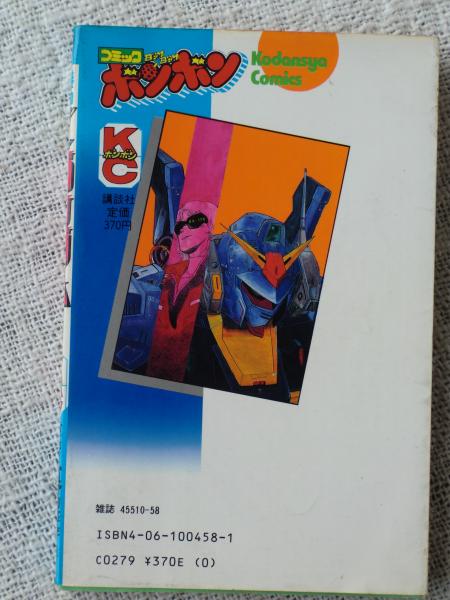 コミック
ボンボン
Kodansya
Comics
KC
ボンボン
講談社
定価
370円
雑誌 45510-58
ISBN4-06-100458-1
C0279 ¥370E (0)